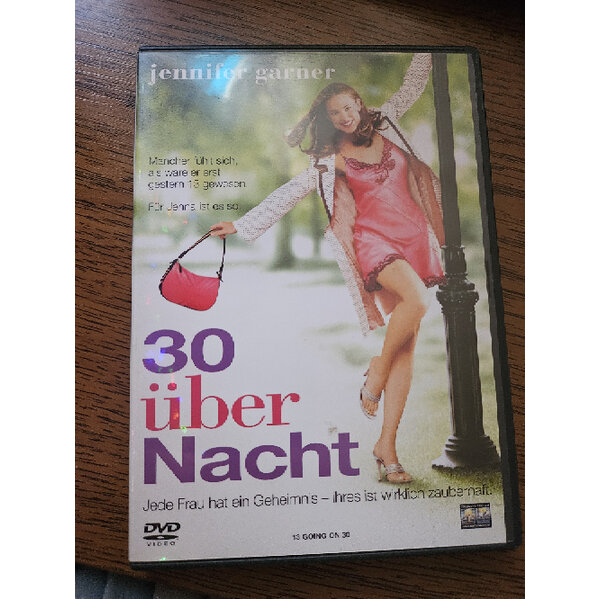 jennifer garner
Mancher fühlt sich,
als wäre er erst
gestern 13 gewesen.
Für Jenna ist es so.
30
über
Nacht
Jede Frau hat ein Geheimnis – ihres ist wirklich zauberhaft.
DVD
VIDEO
13 GOING ON 30